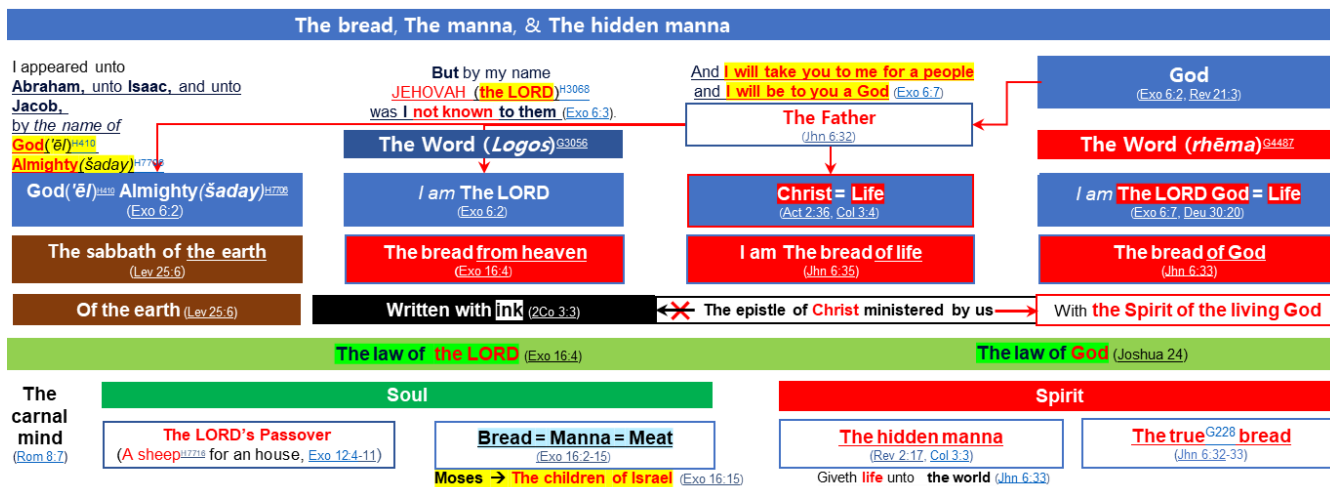 The bread, The manna, & The hidden manna
I appeared unto
Abraham, unto Isaac, and unto
Jacob,
by the name of
God('ēl)H410
Almighty(šaday)H7706
But by my name
JEHOVAH (the LORD)H3068
was I not known to them (Exo 6:3).
And I will take you to me for a people
and I will be to you a God (Exo 6:7)
God
(Exo 6:2, Rev 21:3)
The Father
(Jhn 6:32)
The Word (Logos)G3056
The Word (rhēma)G4487
God('ēl)H410 Almighty(šaday)H7706
(Exo 6:2)
I am The LORD
(Exo 6:2)
Christ = Life
(Act 2:36, Col 3:4)
I am The LORD God = Life
(Exo 6:7, Deu 30:20)
The sabbath of the earth
(Lev 25:6)
The bread from heaven
(Exo 16:4)
I am The bread of life
(Jhn 6:35)
The bread of God
(Jhn 6:33)
Of the earth (Lev 25:6)
Written with ink (2Co 3:3)
The epistle of Christ ministered by us
With the Spirit of the living God
The law of the LORD (Exo 16:4)
The law of God (Joshua 24)
The
carnal
mind
(Rom 8:7)
Soul
Spirit
The LORD's Passover
(A sheepH7716 for an house, Exo 12:4-11)
Bread = Manna = Meat
(Exo 16:2-15)
Moses → The children of Israel (Exo 16:15)
The hidden manna
(Rev 2:17, Col 3:3)
Giveth life unto the world (Jhn 6:33)
The trueG228 bread
(Jhn 6:32-33)